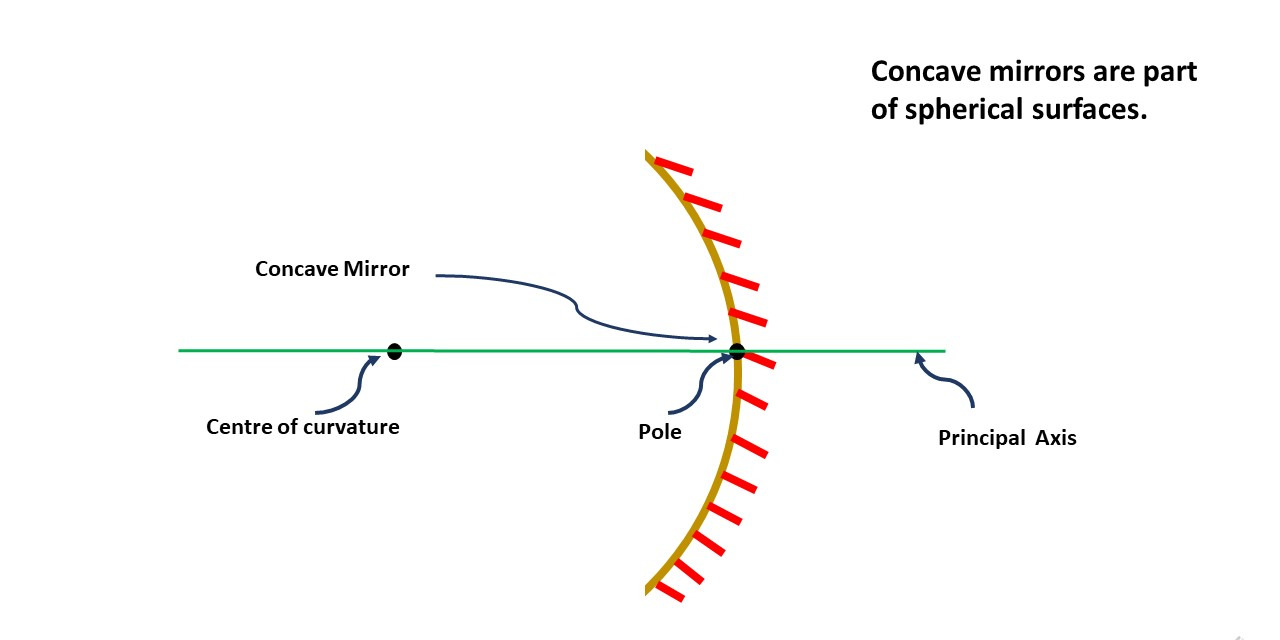 Concave mirrors are part
of spherical surfaces.
Concave Mirror
Centre of curvature
Pole
Principal Axis